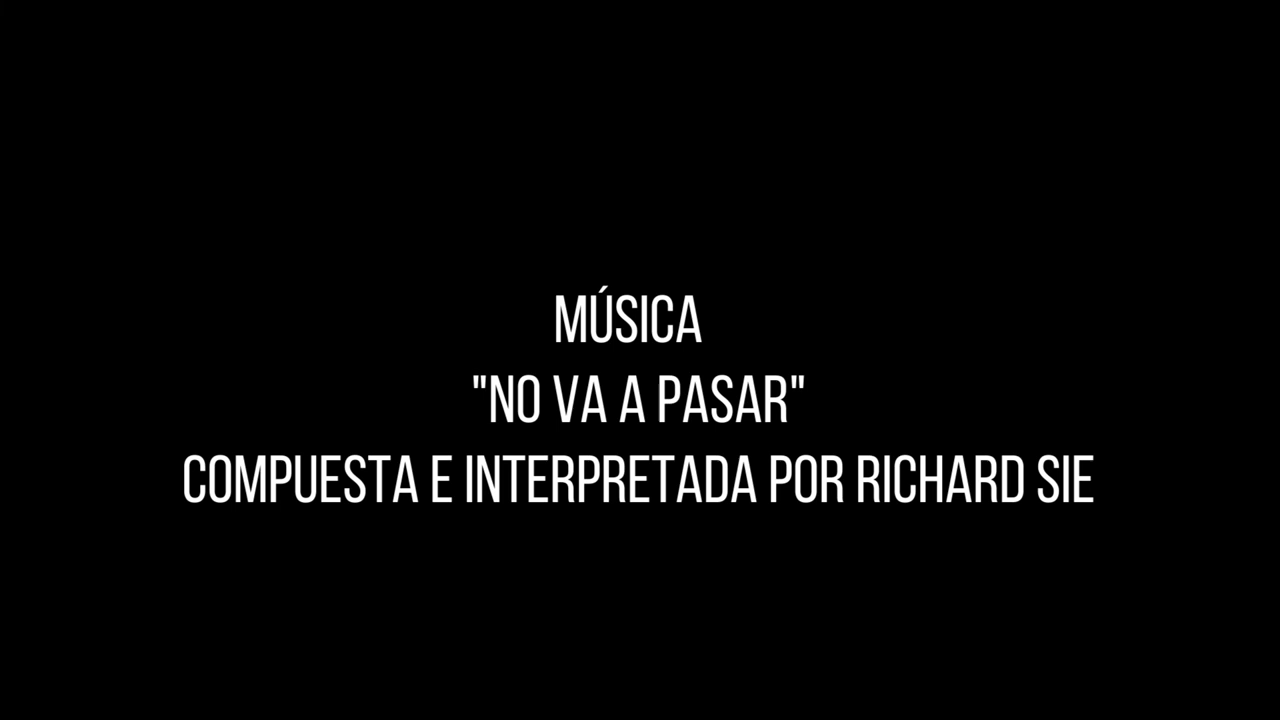 MÚSICA
"NO VA A PASAR"
COMPUESTA E INTERPRETADA POR RICHARD SIE